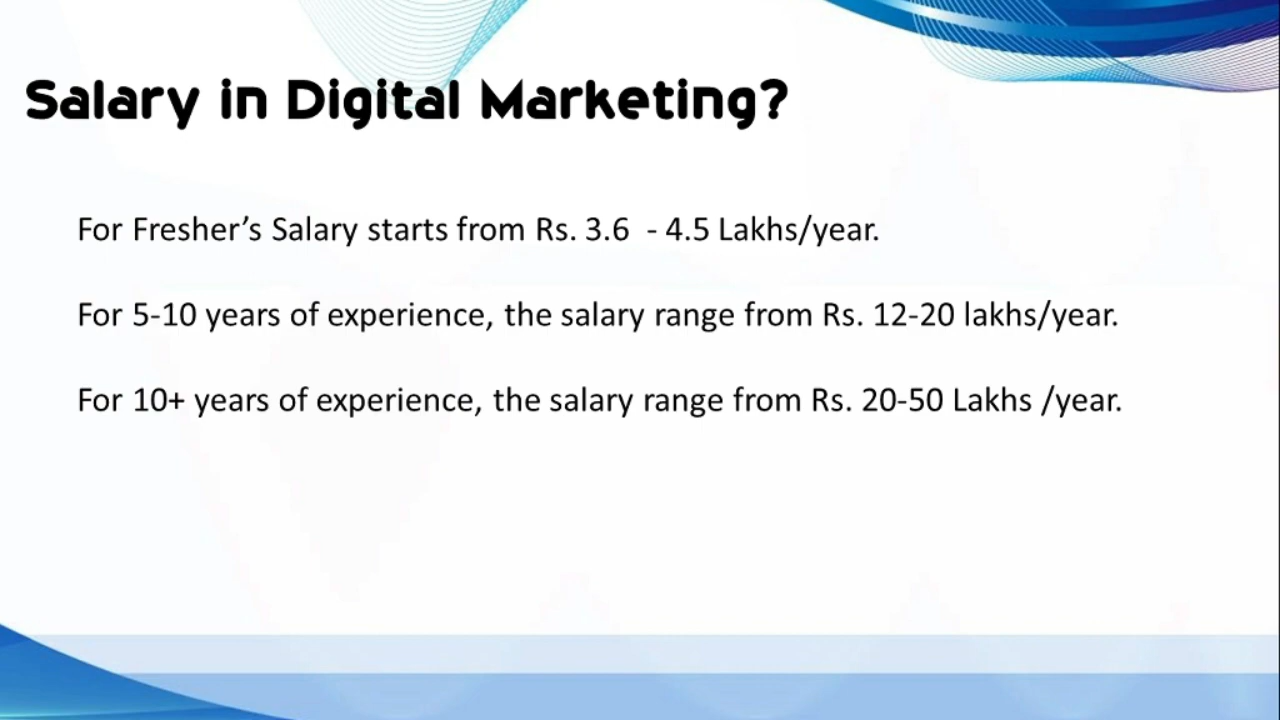 Salary in Digital Marketing?
For Fresher’s Salary starts from Rs. 3.6  - 4.5 Lakhs/year.
For 5-10 years of experience, the salary range from Rs. 12-20 lakhs/year.
For 10+ years of experience, the salary range from Rs. 20-50 Lakhs /year.